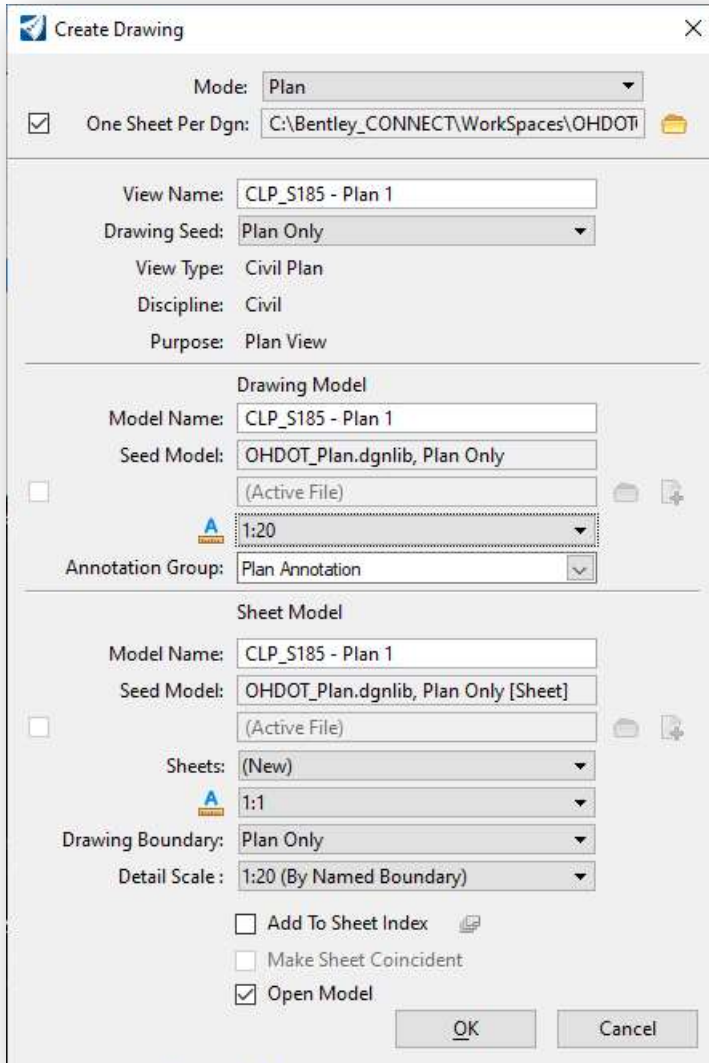 Create Drawing
Mode: Plan
One Sheet Per Dgn: C:\Bentley_CONNECT\WorkSpaces\OHDOT
View Name: CLP_S185 - Plan 1
Drawing Seed: Plan Only
View Type: Civil Plan
Discipline: Civil
Purpose: Plan View
Drawing Model
Model Name: CLP_S185 - Plan 1
Seed Model: OHDOT_Plan.dgnlib, Plan Only
(Active File)
A 1:20
Annotation Group: Plan Annotation
Sheet Model
Model Name: CLP_S185 - Plan 1
Seed Model: OHDOT_Plan.dgnlib, Plan Only [Sheet]
(Active File)
Sheets: (New)
A 1:1
Drawing Boundary: Plan Only
Detail Scale : 1:20 (By Named Boundary)
Add To Sheet Index
Make Sheet Coincident
Open Model
OK Cancel